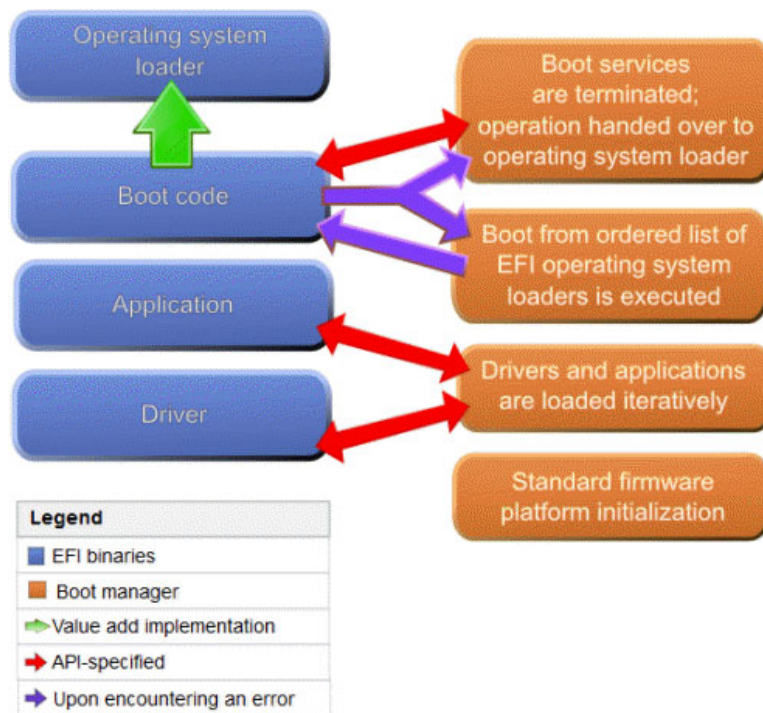 Operating system
loader
Boot code
Application
Driver
Boot services
are terminated;
operation handed over to
operating system loader
Boot from ordered list of
EFI operating system
loaders is executed
Drivers and applications
are loaded iteratively
Standard firmware
platform initialization
Legend
EFI binaries
Boot manager
Value add implementation
API-specified
Upon encountering an error